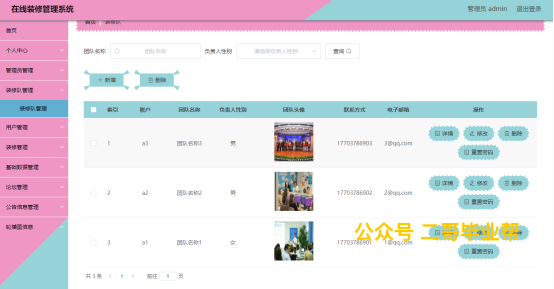 在线装修管理系统
管理员 admin 退出登录
首页
个人中心
管理员管理
装修队管理
装修队管理
用户管理
装修管理
基础数据管理
论坛管理
公告信息管理
轮播图信息
首页 装修队
团队名称 团队名称 负责人性别 请选择负责人性别 查询
+ 新增 删除
索引 账户 团队名称 负责人性别 团队头像 联系方式 电子邮箱 操作
1 a3 团队名称3 男 17703786903 3@qq.com 详情 修改 删除
重置密码
2 a2 团队名称2 男 17703786902 2@qq.com 详情 修改 删除
重置密码
3 a1 团队名称1 女 17703786901 1@qq.com
重置密码
公众号 二哥毕业帮
共 3 条 < 1 > 前往 1 页